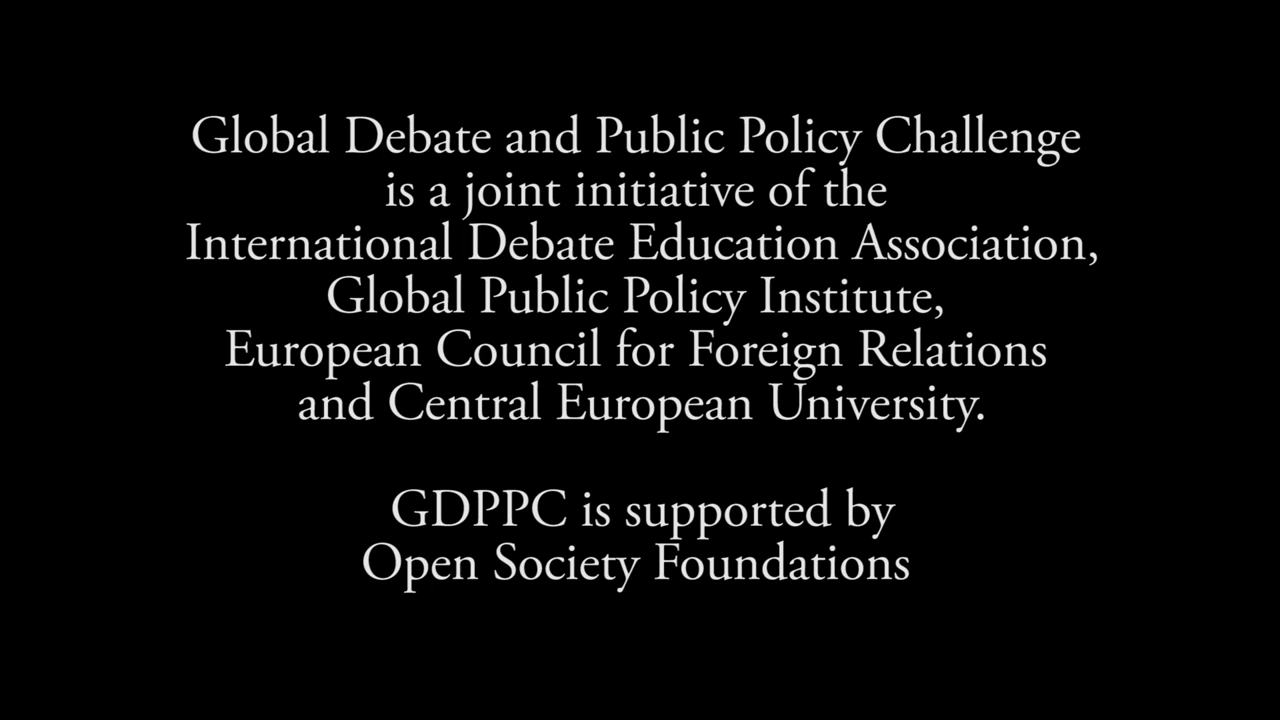 Global Debate and Public Policy Challenge
is a joint initiative of the
International Debate Education Association,
Global Public Policy Institute,
European Council for Foreign Relations
and Central European University.
GDPPC is supported by
Open Society Foundations